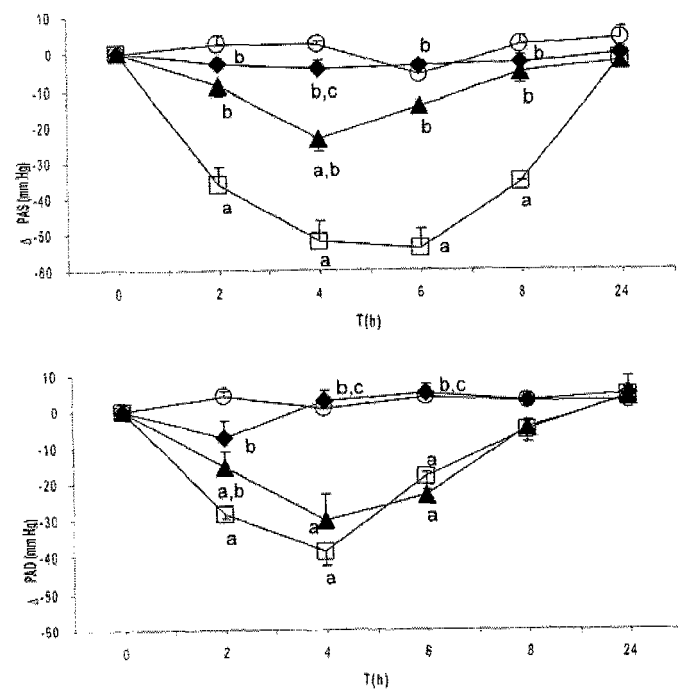 10
0
-10
-20
-30
-40
-50
-60
Δ PAS (mm Hg)
b
b
b
b,c
b
b
b
a,b
a
a
a
a
0 2 4 6 8 24
T(h)
10
0
-10
-20
-30
-40
-50
-60
Δ PAD (mm Hg)
b,c b,c
b
a,b
a
a
a
a
a
0 2 4 6 8 24
T(h)